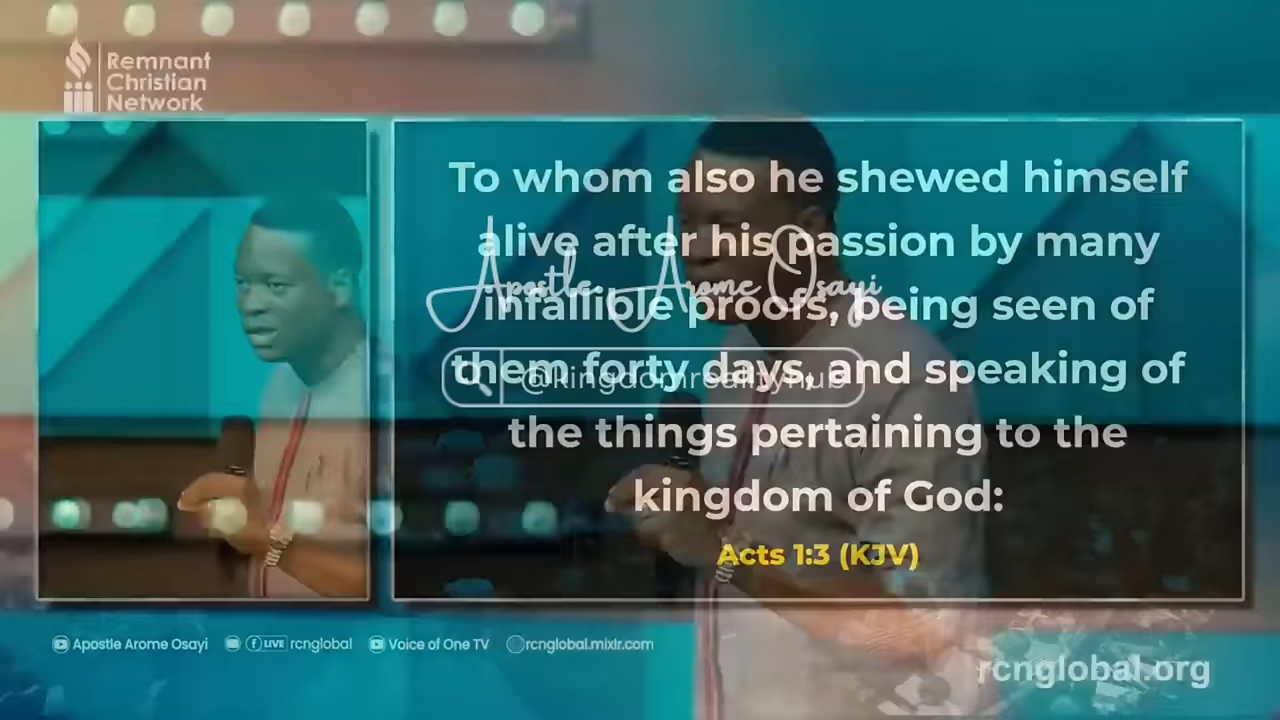 Remnant
Christian
Network
To whom also he shewed himself
alive after his passion by many
infallible proofs, being seen of
them forty days, and speaking of
the things pertaining to the
kingdom of God:
Acts 1:3 (KJV)
Apostle Arome Osayi
@kingdomrealityhub
Apostle Arome Osayi
LIVE rcnglobal
Voice of One TV
rcnglobal.mixlr.com
rcnglobal.org